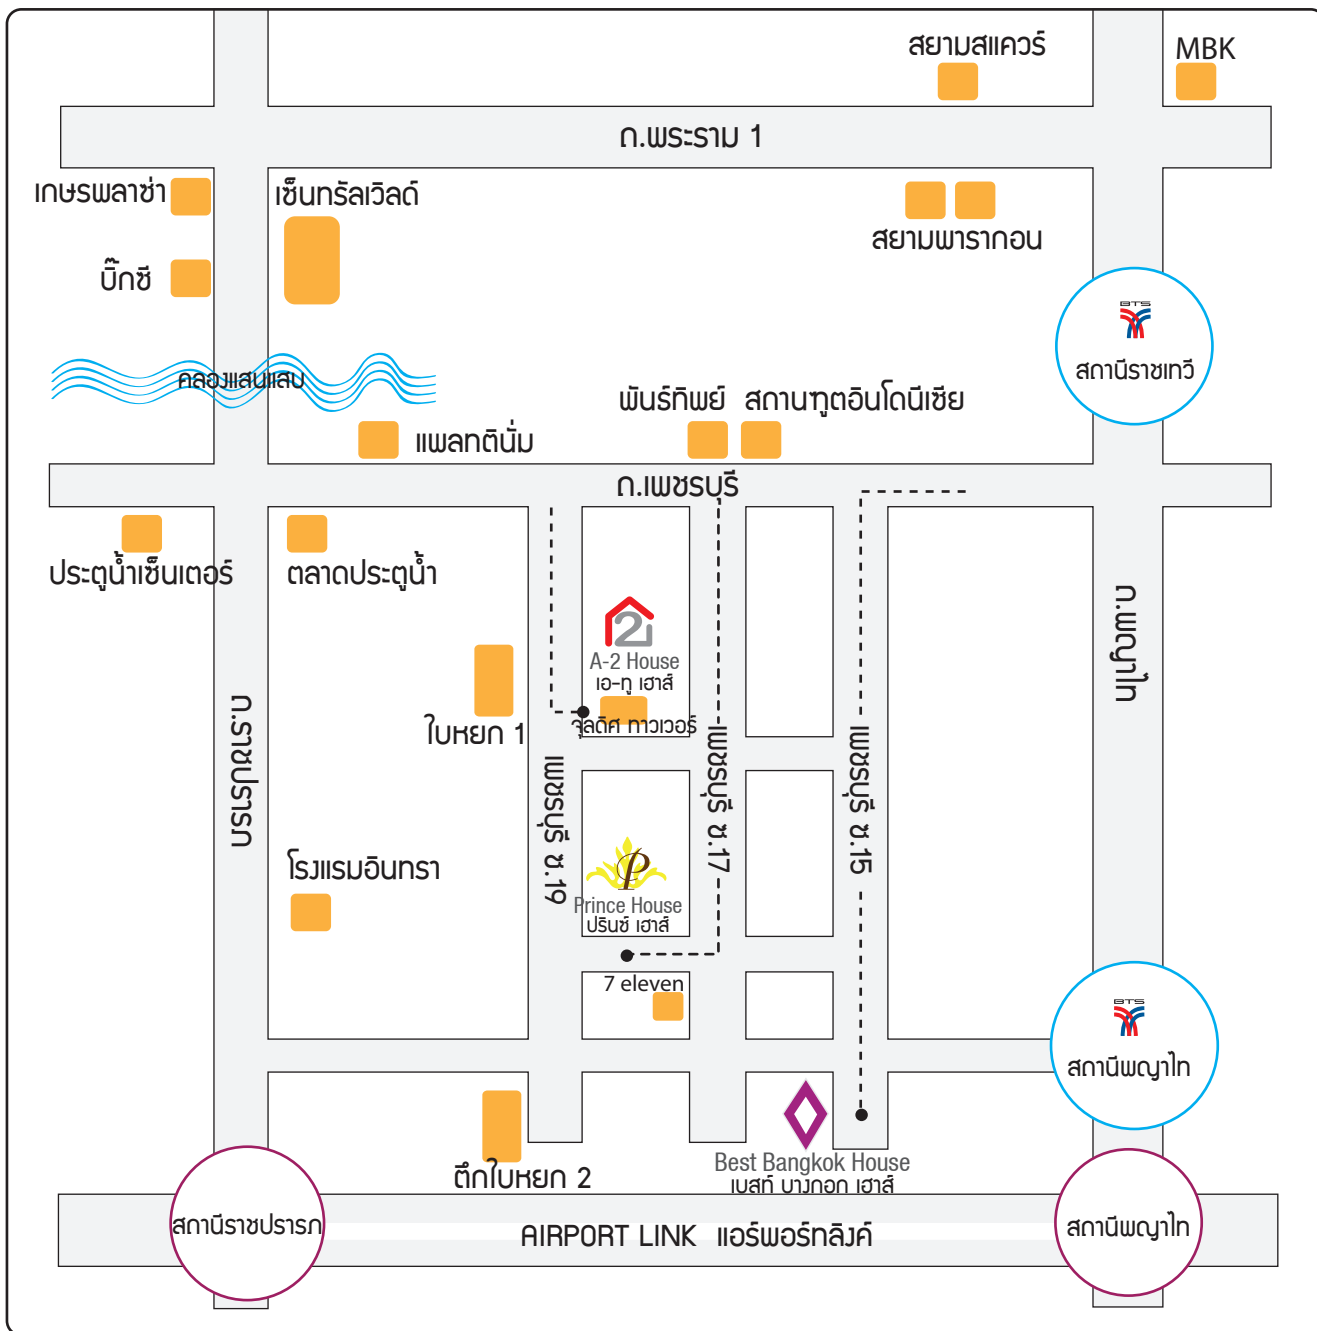 สยามสแควร์
MBK
ถ.พระราม 1
เกษรพลาซ่า
เซ็นทรัลเวิลด์
สยามพารากอน
บิ๊กซี
BTS
สถานีราชเทวี
คลองแสนแสบ
พันธ์ทิพย์
สถานฑูตอินโดนีเซีย
แพลทตินั่ม
ถ.เพชรบุรี
ประตูน้ำเซ็นเตอร์
ตลาดประตูน้ำ
ถ.พญาไท
2
A-2 House
เอ-ทู เฮาส์
จุลดิศ ทาวเวอร์
ใบหยก 1
ถ.ราชปรารภ
เพชรบุรี ซ.19
เพชรบุรี ซ.17
เพชรบุรี ซ.15
โรงแรมอินทรา
P
Prince House
ปรินซ์ เฮาส์
7 eleven
BTS
สถานีพญาไท
ตึกใบหยก 2
Best Bangkok House
เบสท์ บางกอก เฮาส์
สถานีราชปรารภ
AIRPORT LINK แอร์พอร์ทลิงค์
สถานีพญาไท